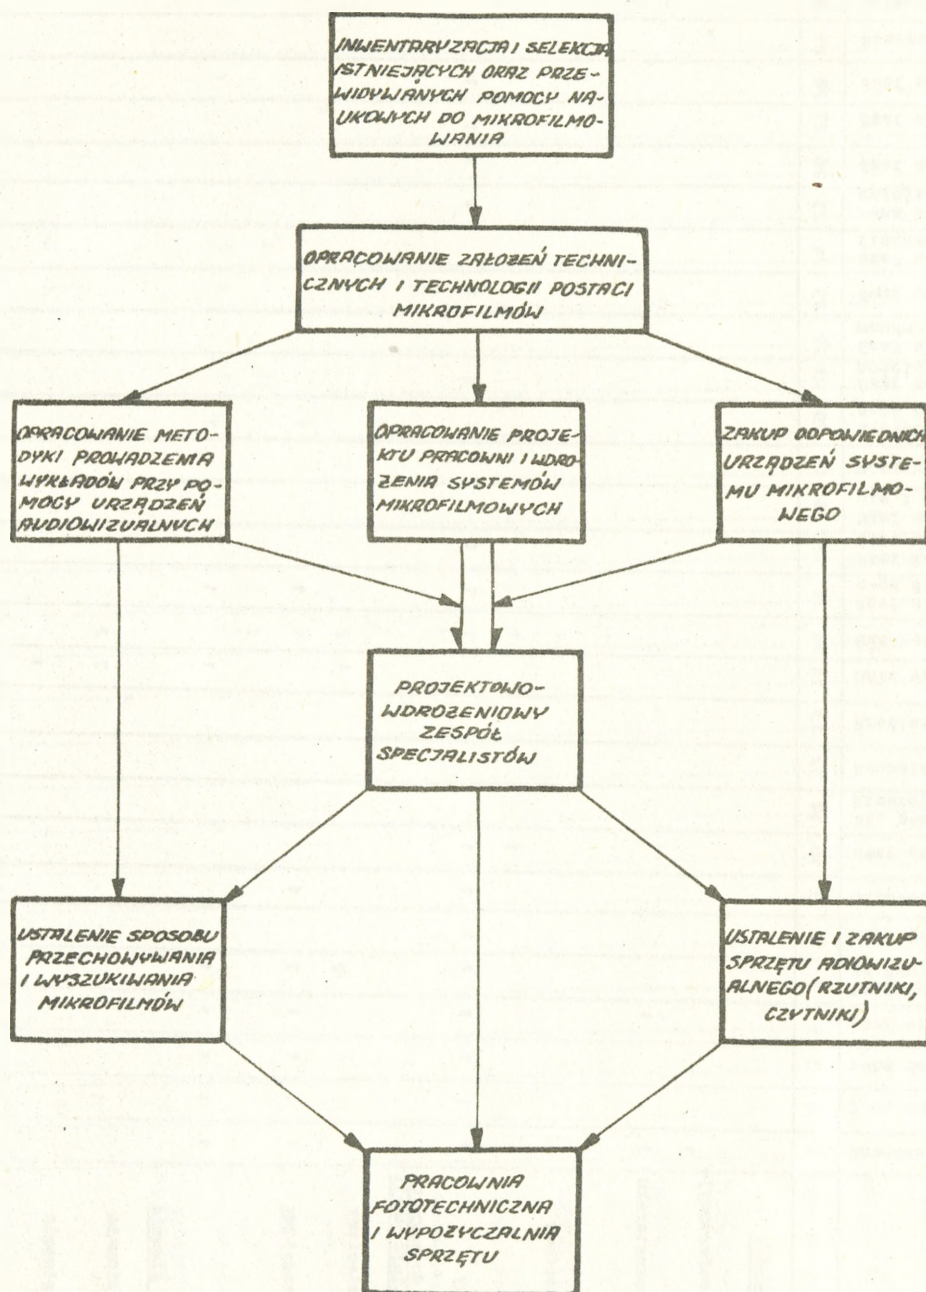 INWENTARYZACJA I SELEKCJA
ISTNIEJĄCYCH ORAZ PRZE-
WIDYWANYCH POMOCY NA-
UKOWYCH DO MIKROFILMO-
WANIA
OPRACOWANIE ZAŁOŻEŃ TECHNI-
CZNYCH I TECHNOLOGII POSTACI
MIKROFILMÓW
OPRACOWANIE METO-
DYKI PROWADZENIA
WYKŁADÓW PRZY PO-
MOCY URZĄDZEŃ
AUDIOWIZUALNYCH
OPRACOWANIE PROJE-
KTU PRACOWNI I WDRO-
ŻENIA SYSTEMÓW
MIKROFILMOWYCH
ZAKUP ODPOWIEDNICH
URZĄDZEŃ SYSTE-
MU MIKROFILMO-
WEGO
PROJEKTOWO-
WDROŻENIOWY
ZESPÓŁ
SPECJALISTÓW
USTALENIE SPOSOBU
PRZECHOWYWANIA
I WYSZUKIWANIA
MIKROFILMÓW
USTALENIE I ZAKUP
SPRZĘTU ADIOWIZU-
ALNEGO (RZUTNIKI,
CZYTNIKI)
PRACOWNIA
FOTOTECHNICZNA
I WYPOŻYCZALNIA
SPRZĘTU